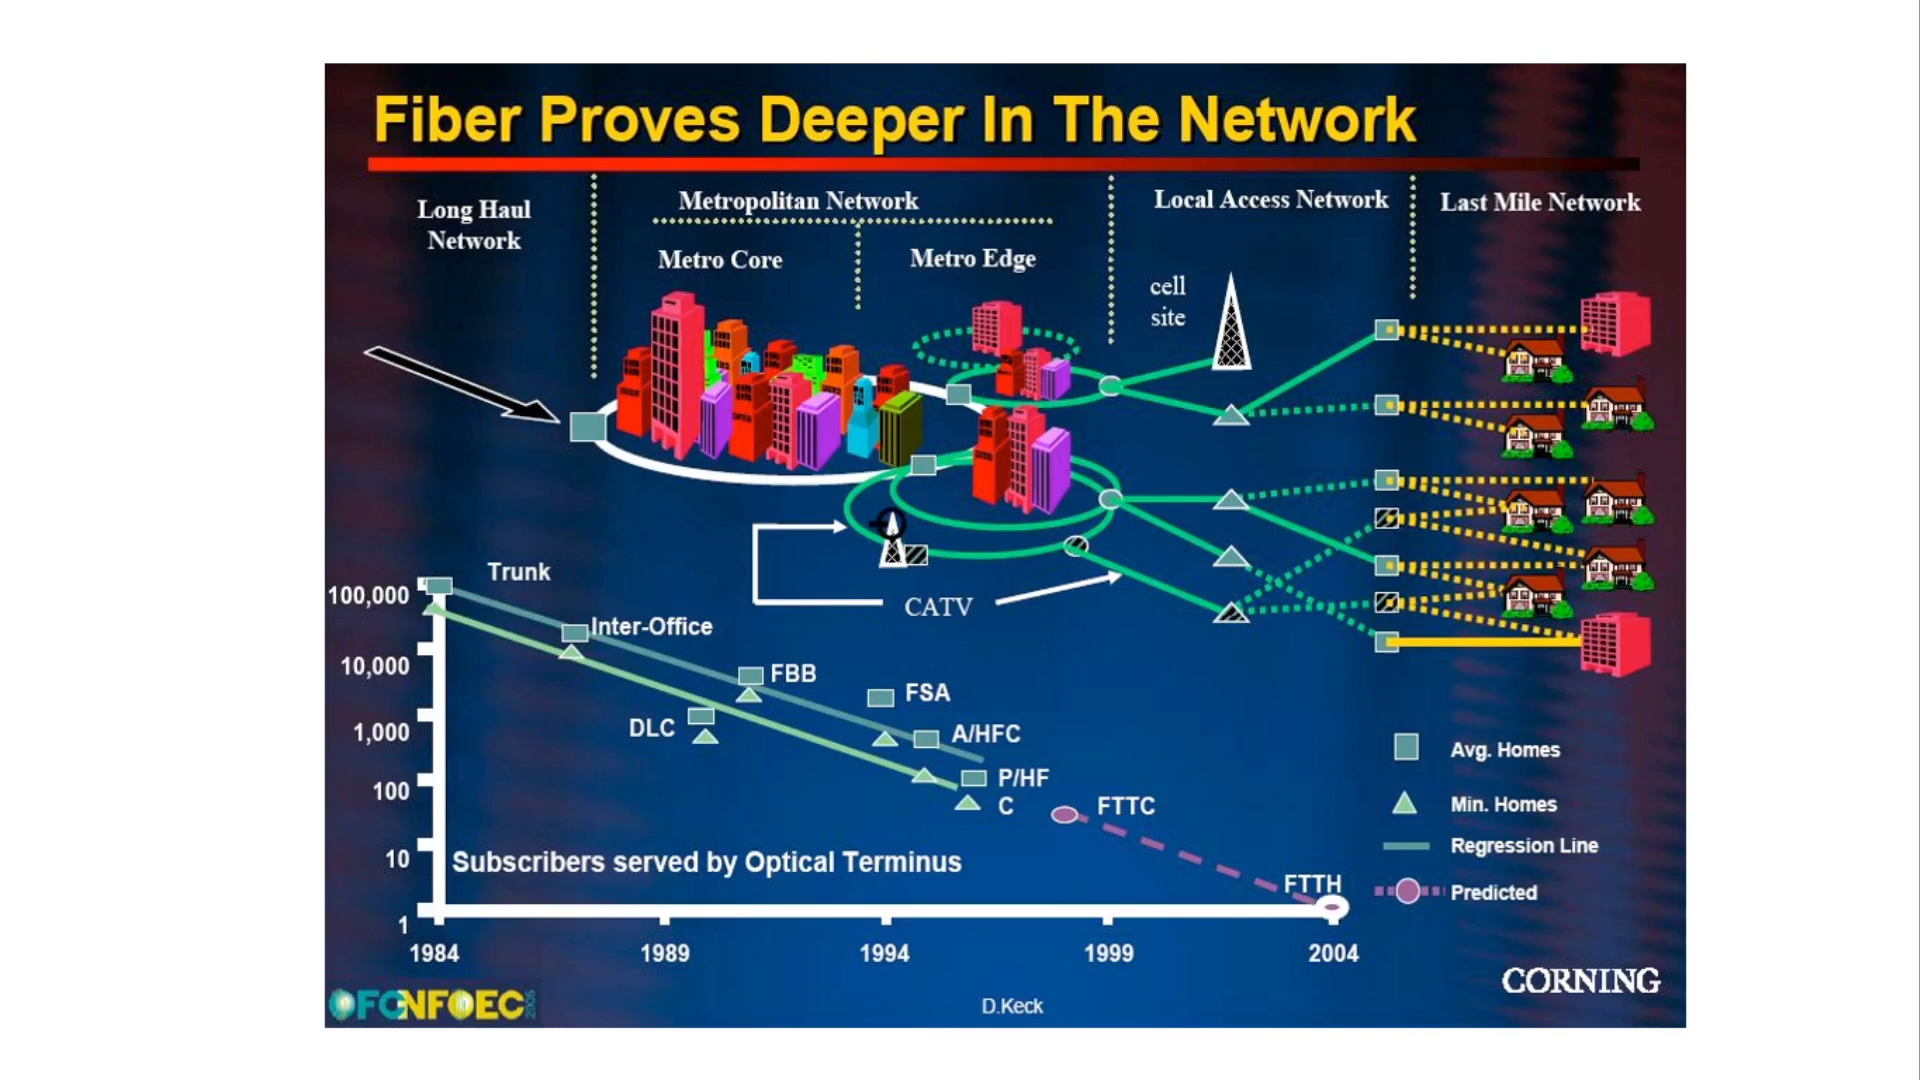 Fiber Proves Deeper In The Network
Long Haul
Network
Metropolitan Network
Metro Core
Metro Edge
Local Access Network
Last Mile Network
cell
site
CATV
Trunk
Inter-Office
FBB
FSA
DLC
A/HFC
P/HF
C
FTTC
FTTH
100,000
10,000
1,000
100
10
1
Subscribers served by Optical Terminus
1984
1989
1994
1999
2004
Avg. Homes
Min. Homes
Regression Line
Predicted
OFCNFOEC 2005
D.Keck
CORNING